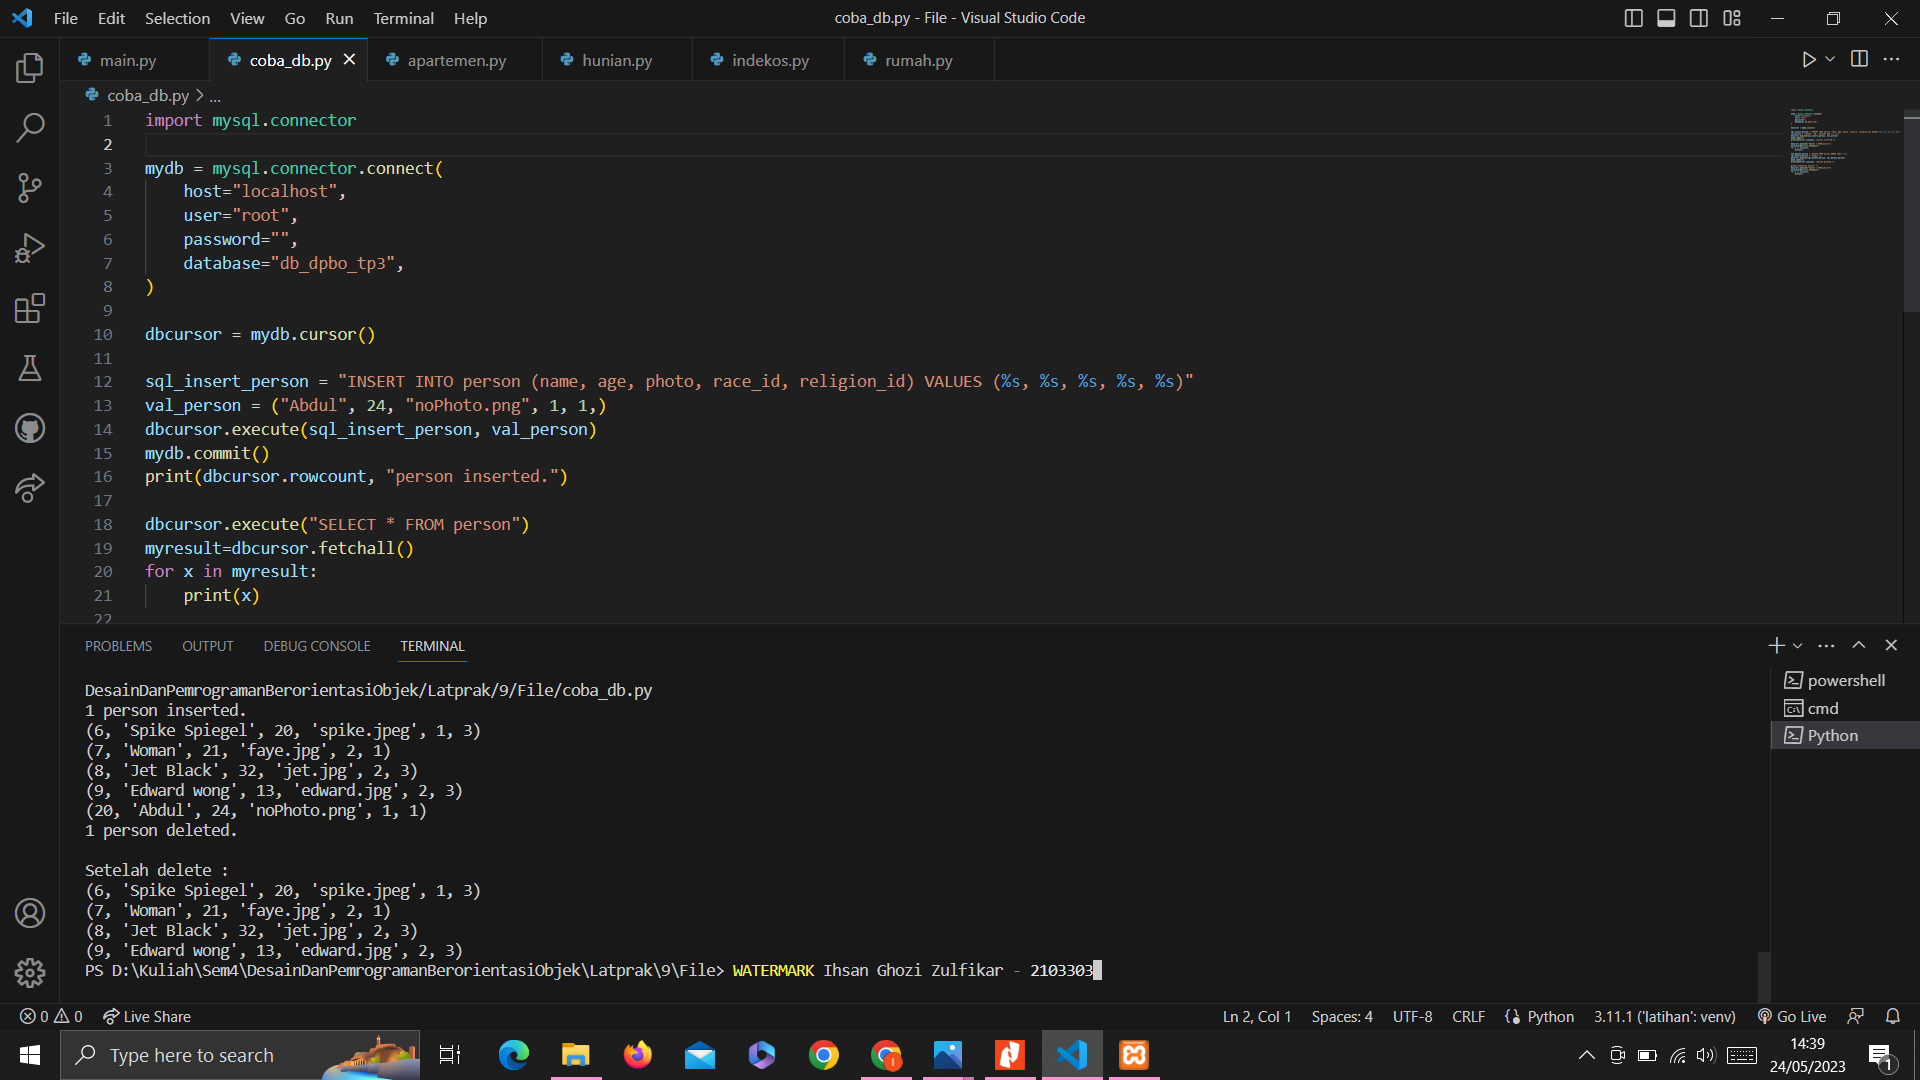 File Edit Selection View Go Run Terminal Help
coba_db.py - File - Visual Studio Code
main.py
coba_db.py
apartemen.py
hunian.py
indekos.py
rumah.py
coba_db.py > ...
1 import mysql.connector
2
3 mydb = mysql.connector.connect(
4     host="localhost",
5     user="root",
6     password="",
7     database="db_dpbo_tp3",
8 )
9
10 dbcursor = mydb.cursor()
11
12 sql_insert_person = "INSERT INTO person (name, age, photo, race_id, religion_id) VALUES (%s, %s, %s, %s, %s)"
13 val_person = ("Abdul", 24, "noPhoto.png", 1, 1,)
14 dbcursor.execute(sql_insert_person, val_person)
15 mydb.commit()
16 print(dbcursor.rowcount, "person inserted.")
17
18 dbcursor.execute("SELECT * FROM person")
19 myresult=dbcursor.fetchall()
20 for x in myresult:
21     print(x)
22
PROBLEMS OUTPUT DEBUG CONSOLE TERMINAL
DesainDanPemrogramanBerorientasiObjek/Latprak/9/File/coba_db.py
1 person inserted.
(6, 'Spike Spiegel', 20, 'spike.jpeg', 1, 3)
(7, 'Woman', 21, 'faye.jpg', 2, 1)
(8, 'Jet Black', 32, 'jet.jpg', 2, 3)
(9, 'Edward wong', 13, 'edward.jpg', 2, 3)
(20, 'Abdul', 24, 'noPhoto.png', 1, 1)
1 person deleted.
Setelah delete :
(6, 'Spike Spiegel', 20, 'spike.jpeg', 1, 3)
(7, 'Woman', 21, 'faye.jpg', 2, 1)
(8, 'Jet Black', 32, 'jet.jpg', 2, 3)
(9, 'Edward wong', 13, 'edward.jpg', 2, 3)
PS D:\Kuliah\Sem4\DesainDanPemrogramanBerorientasiObjek\Latprak\9\File> WATERMARK Ihsan Ghozi Zulfikar - 2103303
powershell
cmd
Python
0 0 Live Share
Ln 2, Col 1 Spaces: 4 UTF-8 CRLF Python 3.11.1 ('latihan': venv) Go Live
Type here to search
14:39
24/05/2023
1